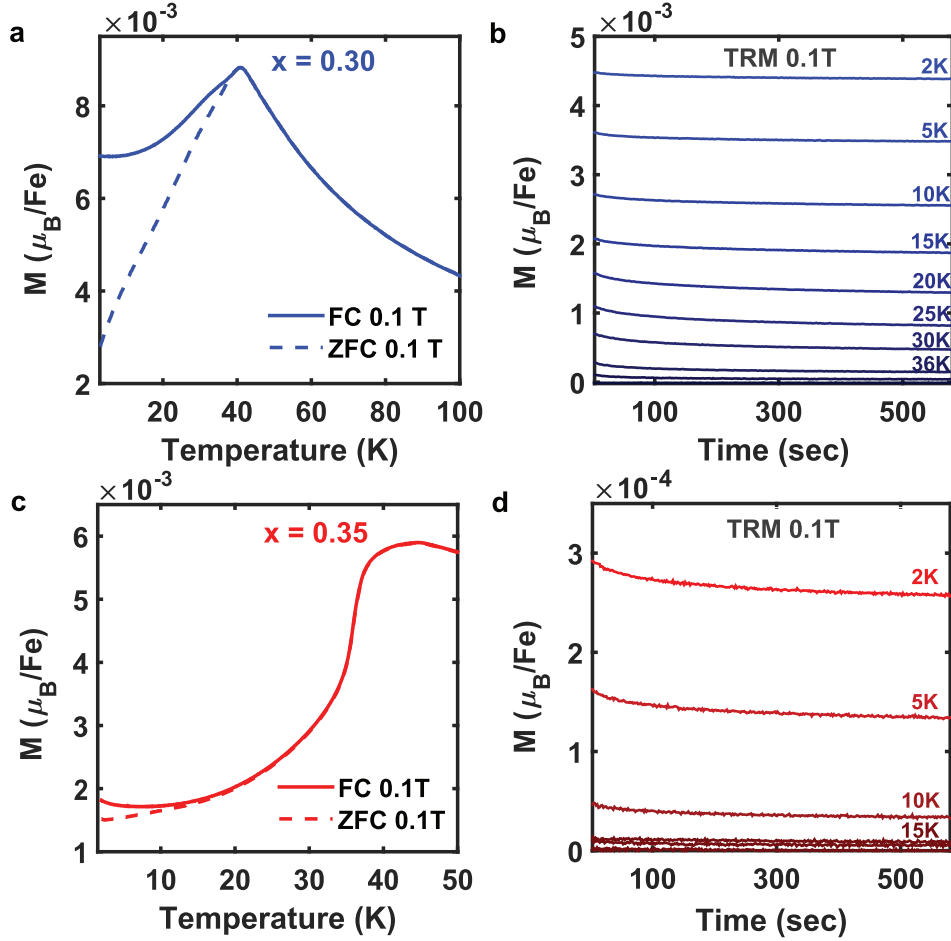 a
×10⁻³
x = 0.30
8
6
4
2
M (μ_B/Fe)
FC 0.1 T
ZFC 0.1 T
20 40 60 80 100
Temperature (K)
b
×10⁻³
TRM 0.1T
5
4
3
2
1
0
M (μ_B/Fe)
2K
5K
10K
15K
20K
25K
30K
36K
100 300 500
Time (sec)
c
×10⁻³
x = 0.35
6
5
4
3
2
1
M (μ_B/Fe)
FC 0.1T
ZFC 0.1T
10 20 30 40 50
Temperature (K)
d
×10⁻⁴
TRM 0.1T
3
2
1
0
M (μ_B/Fe)
2K
5K
10K
15K
100 300 500
Time (sec)